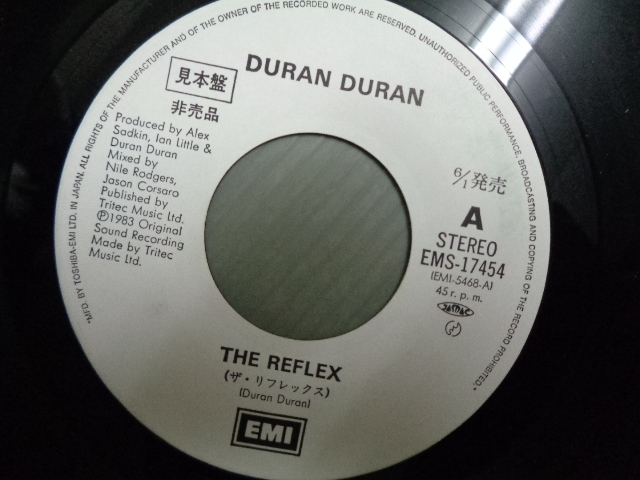 *MFD. BY TOSHIBA-EMI LTD. IN JAPAN. ALL RIGHTS OF THE MANUFACTURER AND OF THE OWNER OF THE RECORDED WORK ARE RESERVED. UNAUTHORIZED PUBLIC PERFORMANCE, BROADCASTING AND COPYING OF THE RECORD PROHIBITED.*
DURAN DURAN
見本盤
非売品
Produced by Alex
Sadkin, Ian Little &
Duran Duran
Mixed by
Nile Rodgers,
Jason Corsaro
Published by
Tritec Music Ltd.
Ⓟ1983 Original
Sound Recording
Made by Tritec
Music Ltd.
6/1発売
A
STEREO
EMS-17454
(EMI-5468-A)
45 r. p. m.
JASRAC
THE REFLEX
(ザ・リフレックス)
(Duran Duran)
EMI